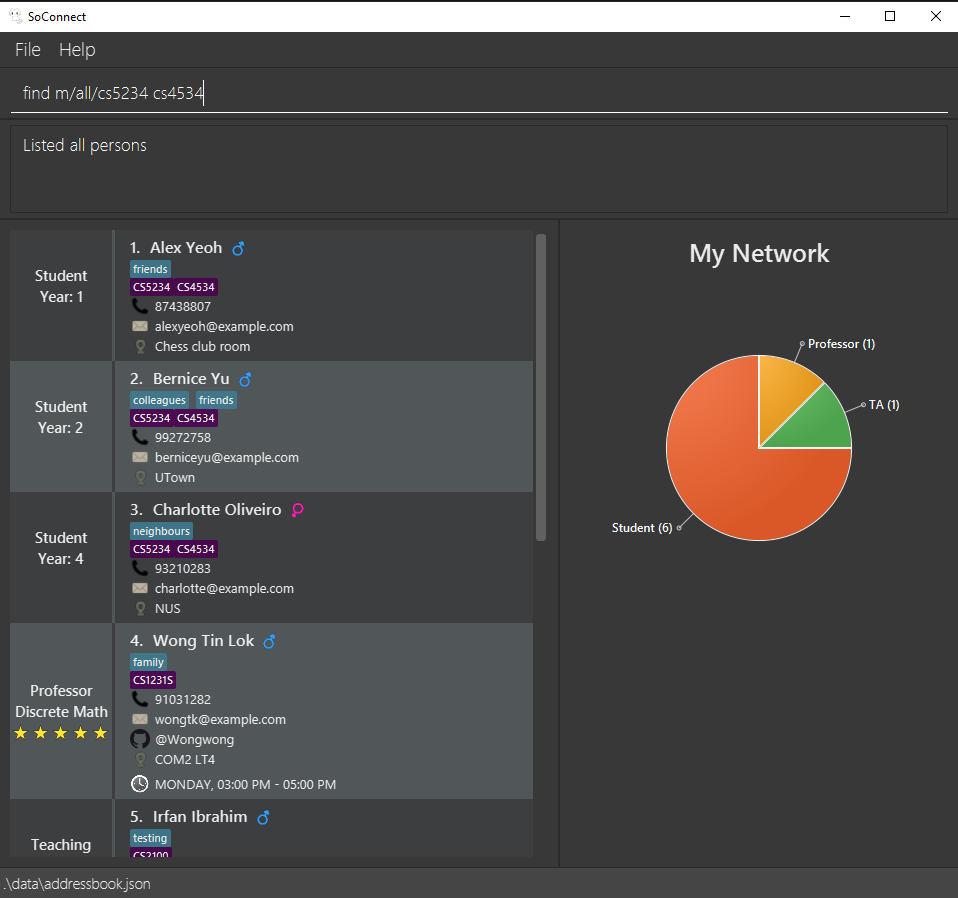 SoConnect
File Help
find m/all/cs5234 cs4534
Listed all persons
Student
Year: 1
1. Alex Yeoh
friends
CS5234 CS4534
87438807
alexyeoh@example.com
Chess club room
Student
Year: 2
2. Bernice Yu
colleagues friends
CS5234 CS4534
99272758
berniceyu@example.com
UTown
Student
Year: 4
3. Charlotte Oliveiro
neighbours
CS5234 CS4534
93210283
charlotte@example.com
NUS
Professor
Discrete Math
4. Wong Tin Lok
family
CS1231S
91031282
wongtk@example.com
@Wongwong
COM2 LT4
MONDAY, 03:00 PM - 05:00 PM
Teaching
5. Irfan Ibrahim
testing
CS2100
My Network
Professor (1)
TA (1)
Student (6)
.\data\addressbook.json